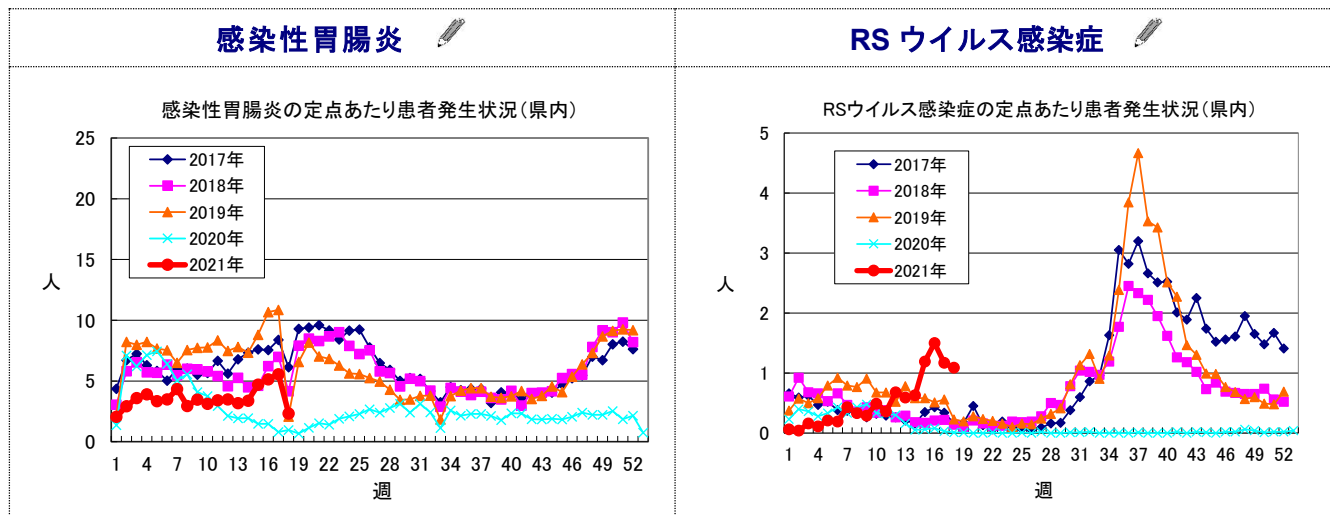 感染性胃腸炎
感染性胃腸炎の定点あたり患者発生状況(県内)
25
20
15
10
5
0
人
2017年
2018年
2019年
2020年
2021年
1 4 7 10 13 16 19 22 25 28 31 34 37 40 43 46 49 52
週
RS ウイルス感染症
RSウイルス感染症の定点あたり患者発生状況(県内)
5
4
3
2
1
0
人
2017年
2018年
2019年
2020年
2021年
1 4 7 10 13 16 19 22 25 28 31 34 37 40 43 46 49 52
週